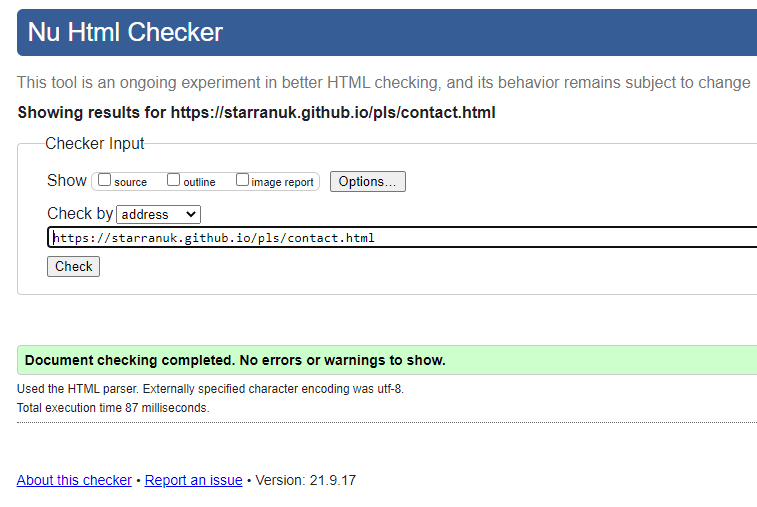 Nu Html Checker
This tool is an ongoing experiment in better HTML checking, and its behavior remains subject to change
Showing results for https://starranuk.github.io/pls/contact.html
Checker Input
Show source outline image report Options...
Check by address
https://starranuk.github.io/pls/contact.html
Check
Document checking completed. No errors or warnings to show.
Used the HTML parser. Externally specified character encoding was utf-8.
Total execution time 87 milliseconds.
About this checker • Report an issue • Version: 21.9.17